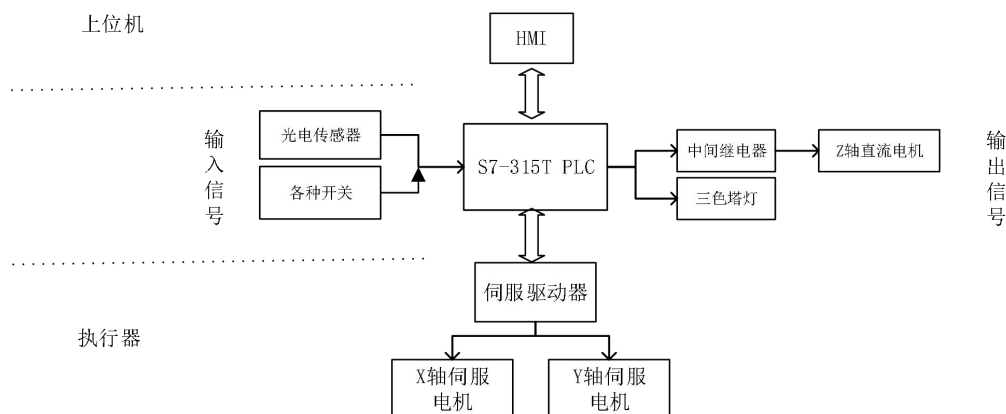 上位机
HMI
输入信号
光电传感器
各种开关
S7-315T PLC
中间继电器
Z轴直流电机
三色塔灯
输出信号
伺服驱动器
执行器
X轴伺服
电机
Y轴伺服
电机